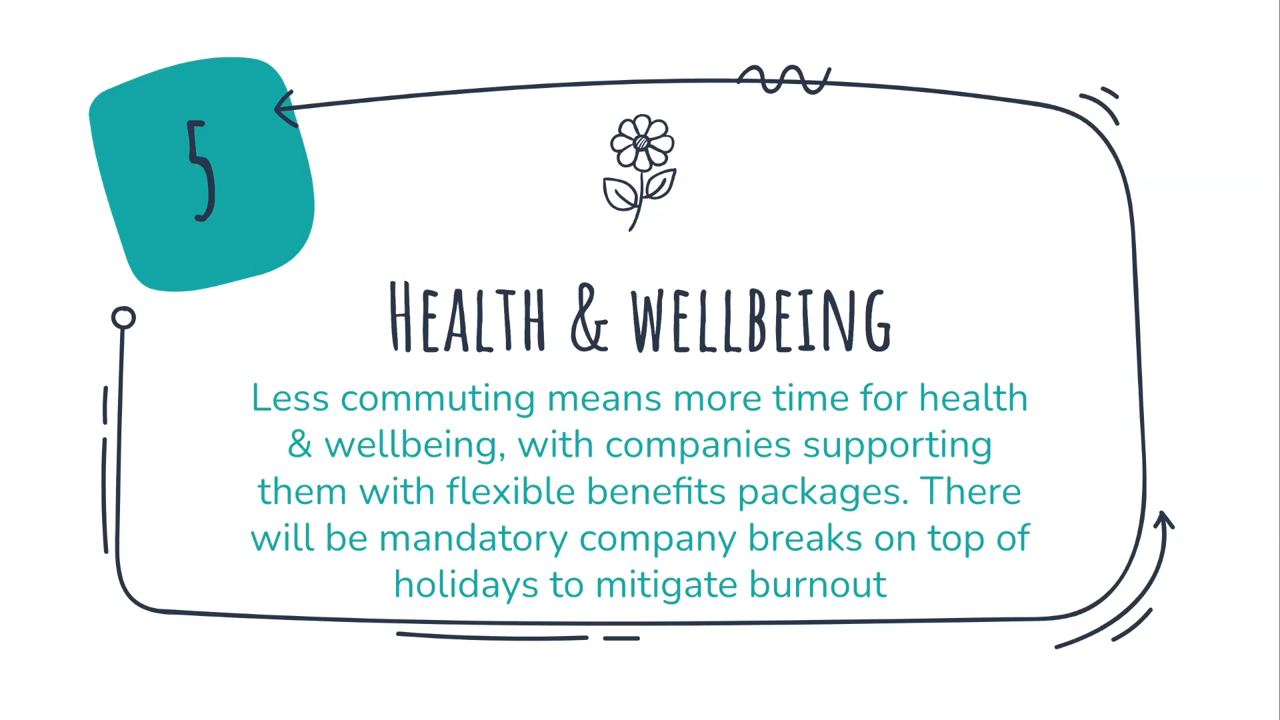 5
Health & wellbeing
Less commuting means more time for health
& wellbeing, with companies supporting
them with flexible benefits packages. There
will be mandatory company breaks on top of
holidays to mitigate burnout